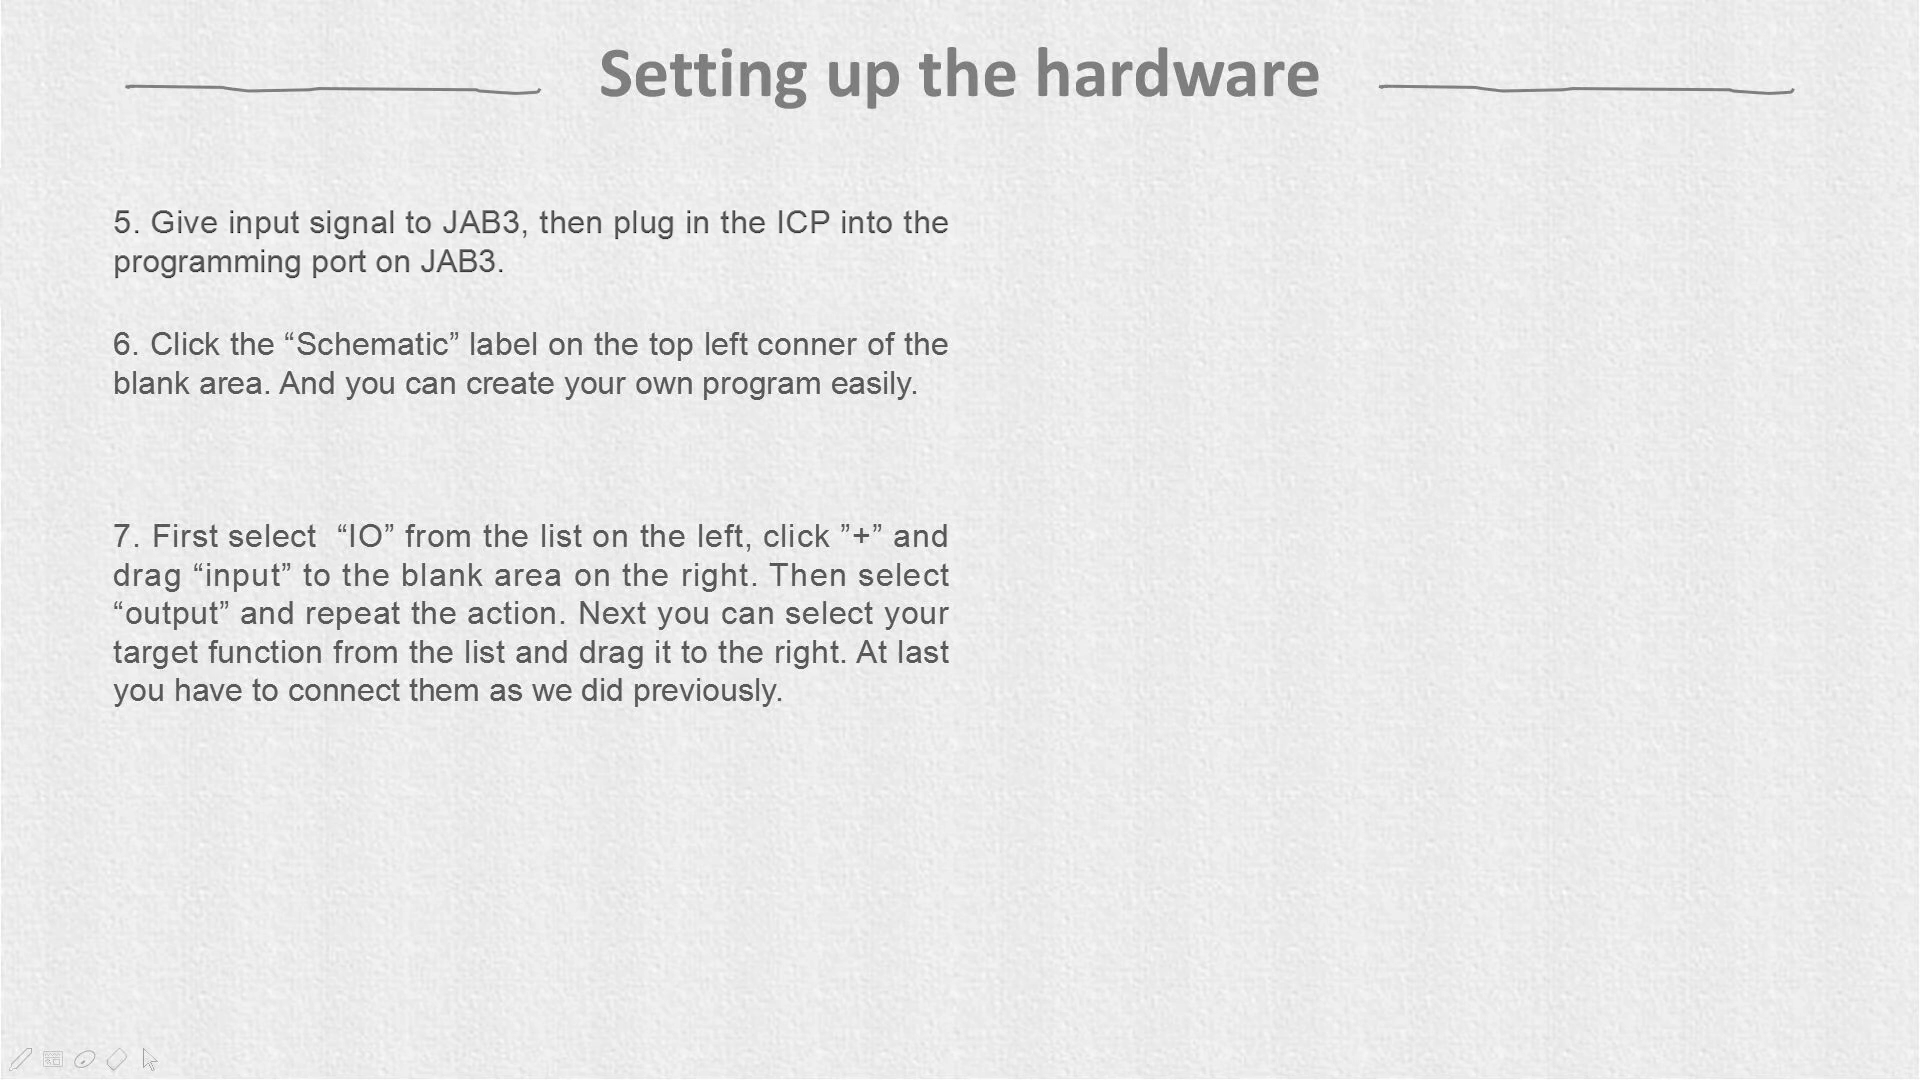 Setting up the hardware
5. Give input signal to JAB3, then plug in the ICP into the
programming port on JAB3.
6. Click the “Schematic” label on the top left conner of the
blank area. And you can create your own program easily.
7. First select  “IO” from the list on the left, click ”+” and
drag “input” to the blank area on the right. Then select
“output” and repeat the action. Next you can select your
target function from the list and drag it to the right. At last
you have to connect them as we did previously.